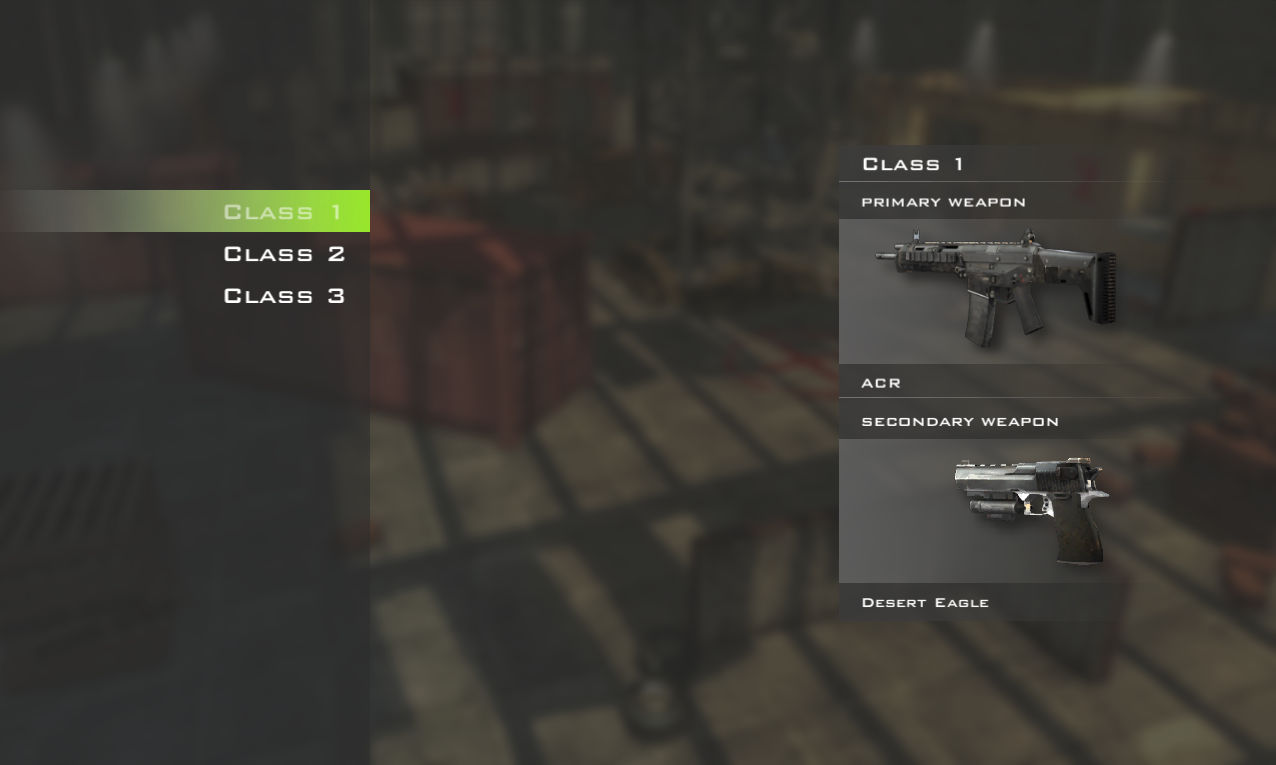 Class 1
Class 2
Class 3
Class 1
PRIMARY WEAPON
ACR
SECONDARY WEAPON
Desert Eagle